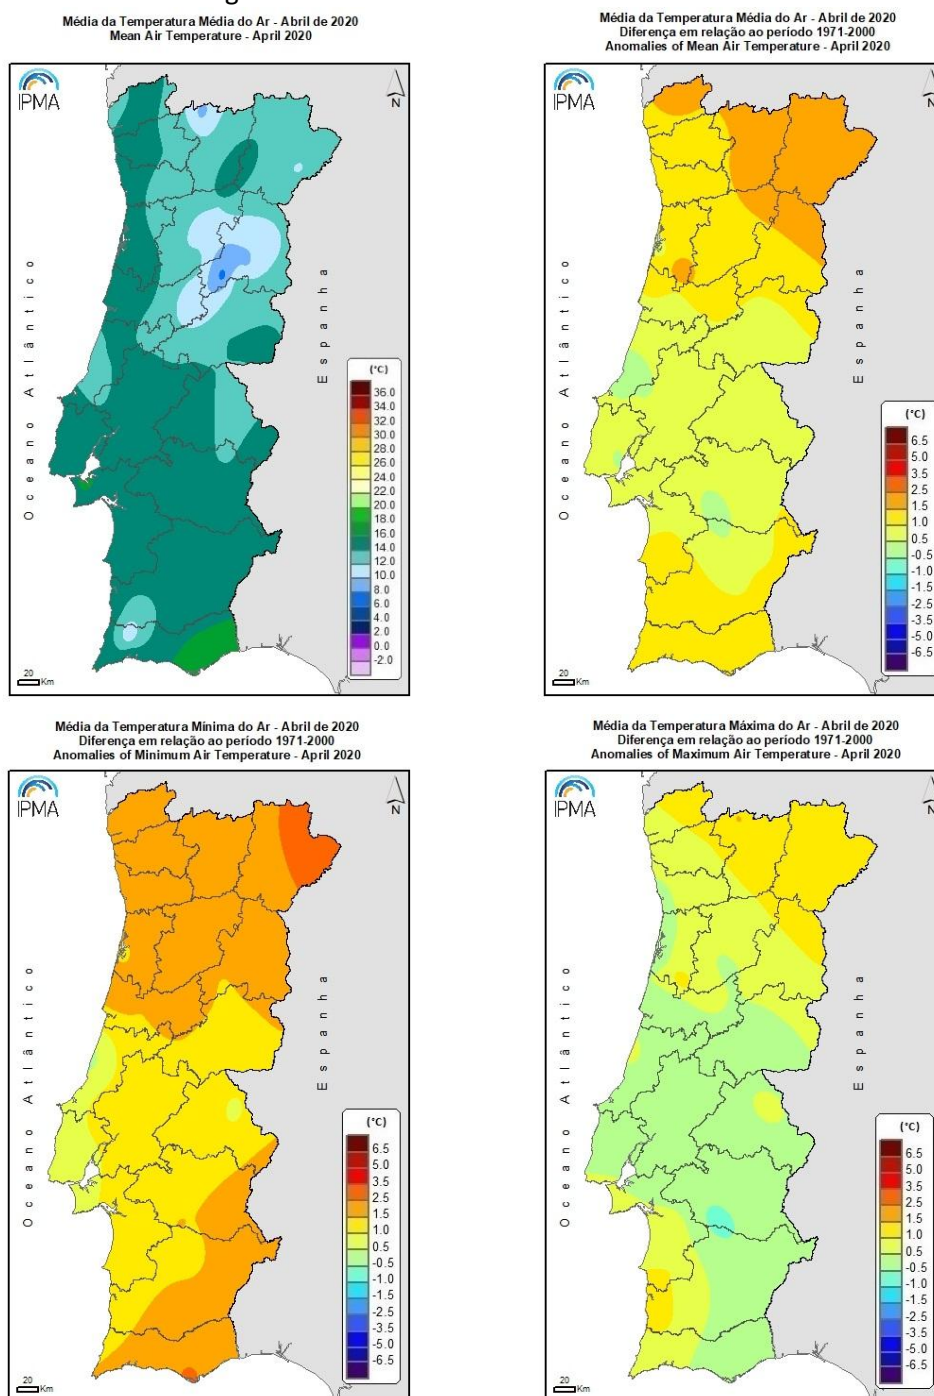 Média da Temperatura Média do Ar - Abril de 2020
Mean Air Temperature - April 2020
IPMA
N
Oceano Atlântico
Espanha
(°C)
36.0
34.0
32.0
30.0
28.0
26.0
24.0
22.0
20.0
18.0
16.0
14.0
12.0
10.0
8.0
6.0
4.0
2.0
0.0
-2.0
20
Km
Média da Temperatura Média do Ar - Abril de 2020
Diferença em relação ao período 1971-2000
Anomalies of Mean Air Temperature - April 2020
IPMA
N
Oceano Atlântico
Espanha
(°C)
6.5
5.0
3.5
2.5
1.5
1.0
0.5
-0.5
-1.0
-1.5
-2.5
-3.5
-5.0
-6.5
20
Km
Média da Temperatura Mínima do Ar - Abril de 2020
Diferença em relação ao período 1971-2000
Anomalies of Minimum Air Temperature - April 2020
IPMA
N
Oceano Atlântico
Espanha
(°C)
6.5
5.0
3.5
2.5
1.5
1.0
0.5
-0.5
-1.0
-1.5
-2.5
-3.5
-5.0
-6.5
20
Km
Média da Temperatura Máxima do Ar - Abril de 2020
Diferença em relação ao período 1971-2000
Anomalies of Maximum Air Temperature - April 2020
IPMA
N
Oceano Atlântico
Espanha
(°C)
6.5
5.0
3.5
2.5
1.5
1.0
0.5
-0.5
-1.0
-1.5
-2.5
-3.5
-5.0
-6.5
20
Km